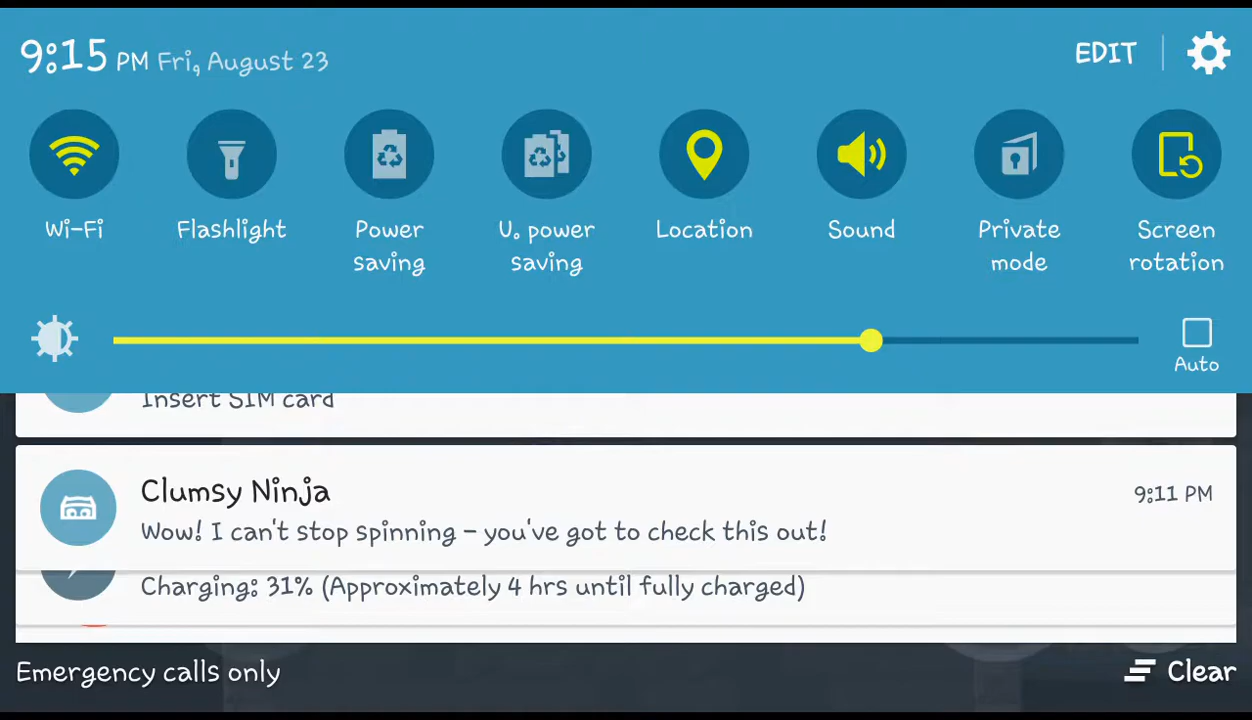 9:15 PM Fri, August 23
EDIT
Wi-Fi
Flashlight
Power
saving
U. power
saving
Location
Sound
Private
mode
Screen
rotation
Auto
Insert SIM card
Clumsy Ninja
9:11 PM
Wow! I can't stop spinning - you've got to check this out!
Charging: 31% (Approximately 4 hrs until fully charged)
Emergency calls only
Clear